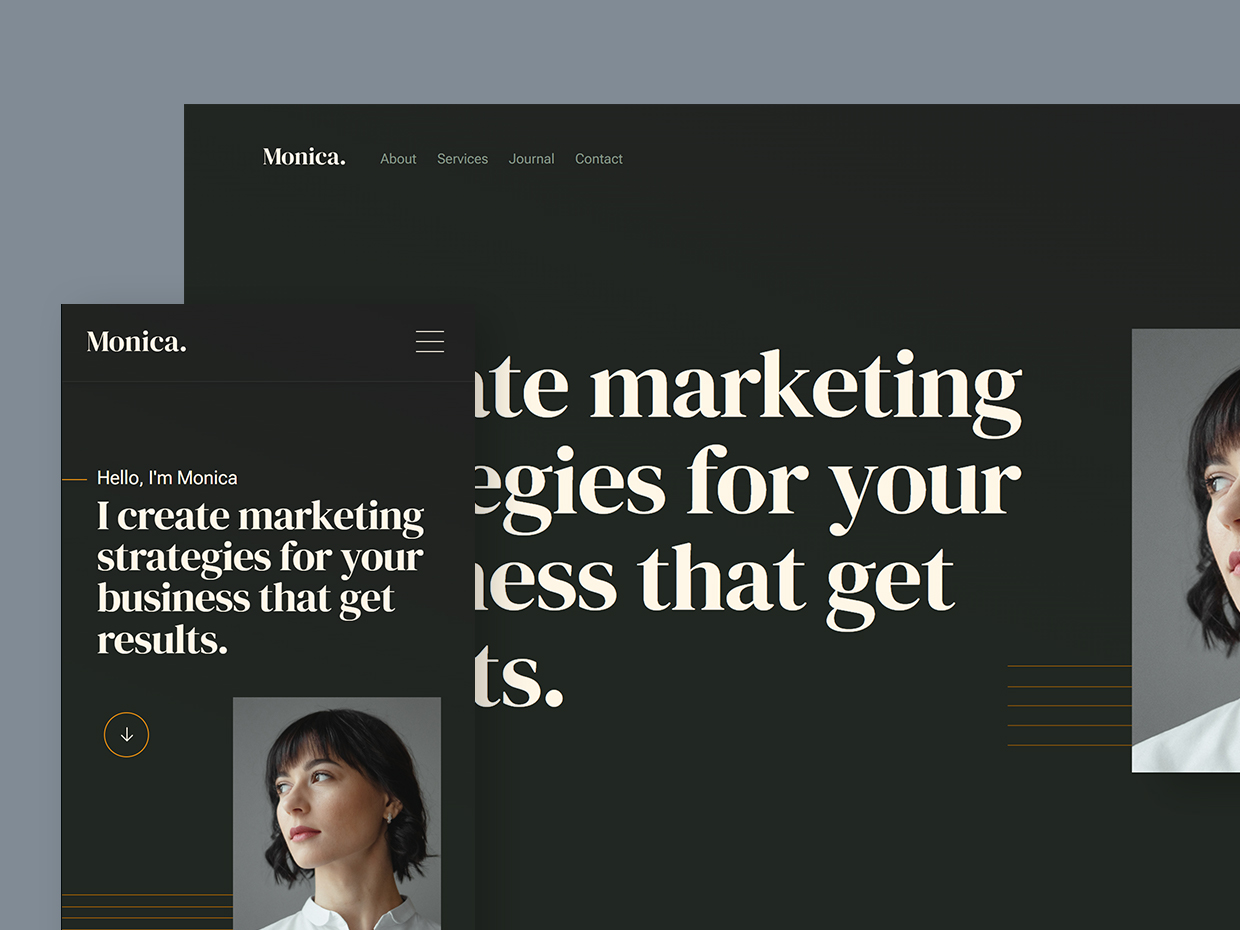 Monica. About Services Journal Contact
ate marketing
egies for your
ness that get
ts.
Monica.
Hello, I'm Monica
I create marketing
strategies for your
business that get
results.